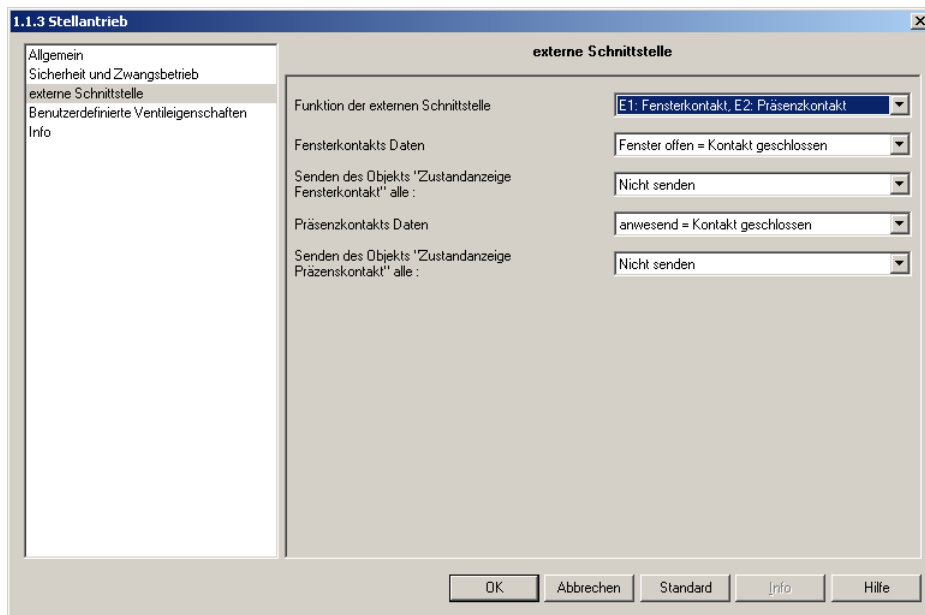 1.1.3 Stellantrieb
Allgemein
Sicherheit und Zwangsbetrieb
externe Schnittstelle
Benutzerdefinierte Ventileigenschaften
Info
externe Schnittstelle
Funktion der externen Schnittstelle
E1: Fensterkontakt, E2: Präsenzkontakt
Fensterkontakts Daten
Fenster offen = Kontakt geschlossen
Senden des Objekts "Zustandanzeige
Fensterkontakt" alle :
Nicht senden
Präsenzkontakts Daten
anwesend = Kontakt geschlossen
Senden des Objekts "Zustandanzeige
Präzenskontakt" alle :
Nicht senden
OK
Abbrechen
Standard
Info
Hilfe